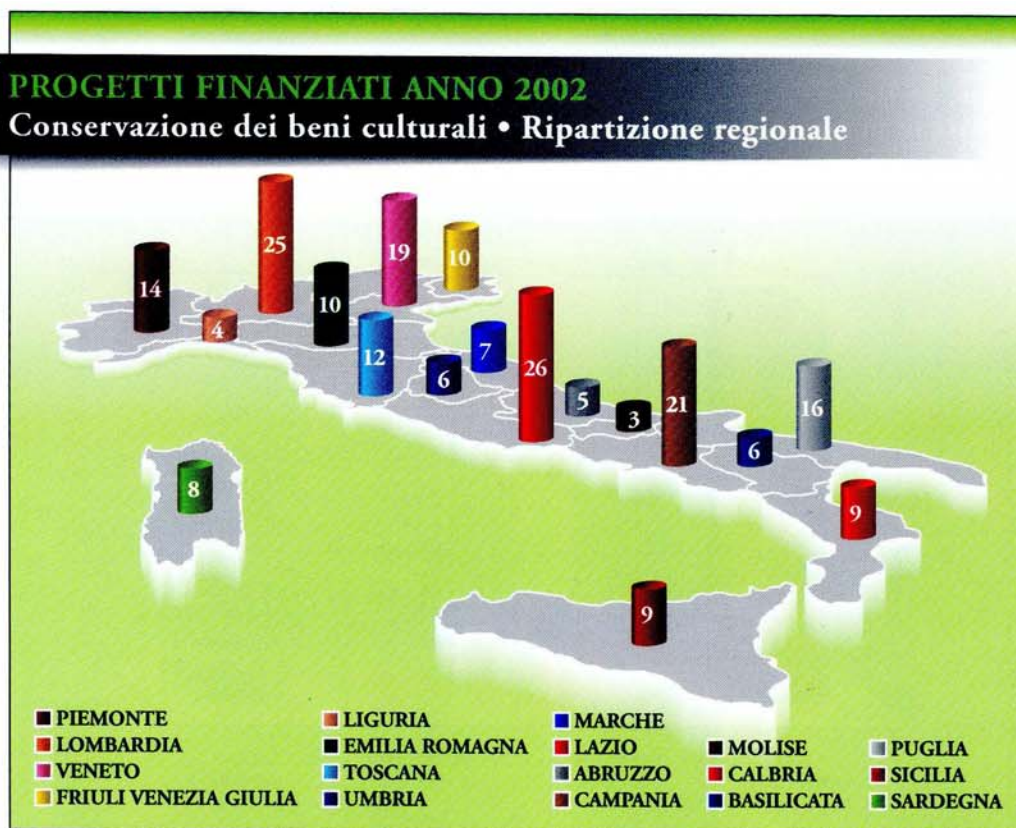 PROGETTI FINANZIATI ANNO 2002
Conservazione dei beni culturali • Ripartizione regionale
25
19
10
14
10
4
12
7
6
26
5
3
21
16
6
8
9
9
PIEMONTE
LOMBARDIA
VENETO
FRIULI VENEZIA GIULIA
LIGURIA
EMILIA ROMAGNA
TOSCANA
UMBRIA
MARCHE
LAZIO
ABRUZZO
CAMPANIA
MOLISE
CALBRIA
BASILICATA
PUGLIA
SICILIA
SARDEGNA